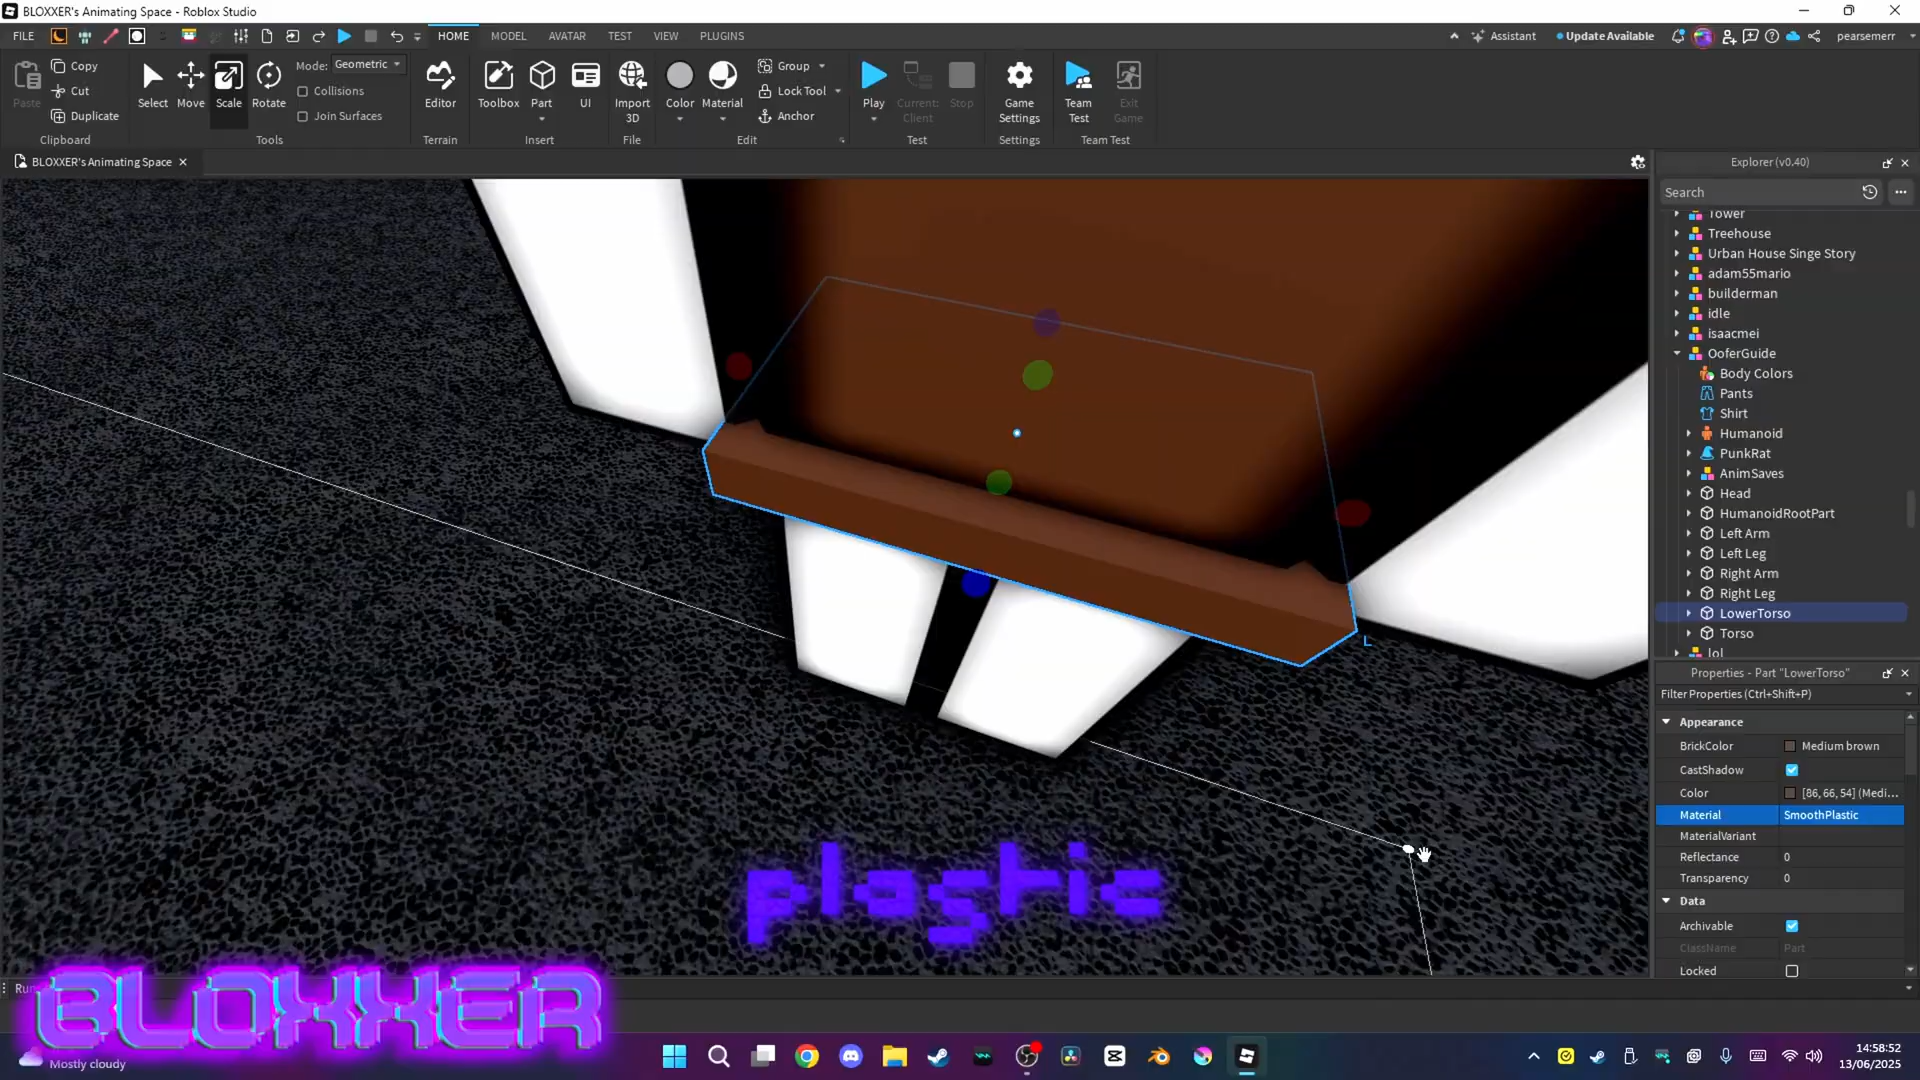 BLOXXER's Animating Space - Roblox Studio
FILE
HOME
MODEL
AVATAR
TEST
VIEW
PLUGINS
Assistant
Update Available
pearsemerr
Paste
Copy
Cut
Duplicate
Clipboard
Select
Move
Scale
Rotate
Mode: Geometric
Collisions
Join Surfaces
Tools
Editor
Terrain
Toolbox
Part
UI
Insert
Import
3D
File
Color
Material
Group
Lock Tool
Anchor
Edit
Play
Current:
Client
Stop
Test
Game
Settings
Settings
Team
Test
Exit
Game
Team Test
BLOXXER's Animating Space
Explorer (v0.40)
Search
Tower
Treehouse
Urban House Singe Story
adam55mario
builderman
idle
isaacmei
OoferGuide
Body Colors
Pants
Shirt
Humanoid
PunkRat
AnimSaves
Head
HumanoidRootPart
Left Arm
Left Leg
Right Arm
Right Leg
LowerTorso
Torso
lol
L
Properties - Part "LowerTorso"
Filter Properties (Ctrl+Shift+P)
Appearance
BrickColor Medium brown
CastShadow
Color [86, 66, 54] (Medi...
Material SmoothPlastic
MaterialVariant
Reflectance 0
Transparency 0
Data
Archivable
ClassName Part
Locked
plastic
Ru
BLOXXER
Mostly cloudy
14:58:52
13/06/2025